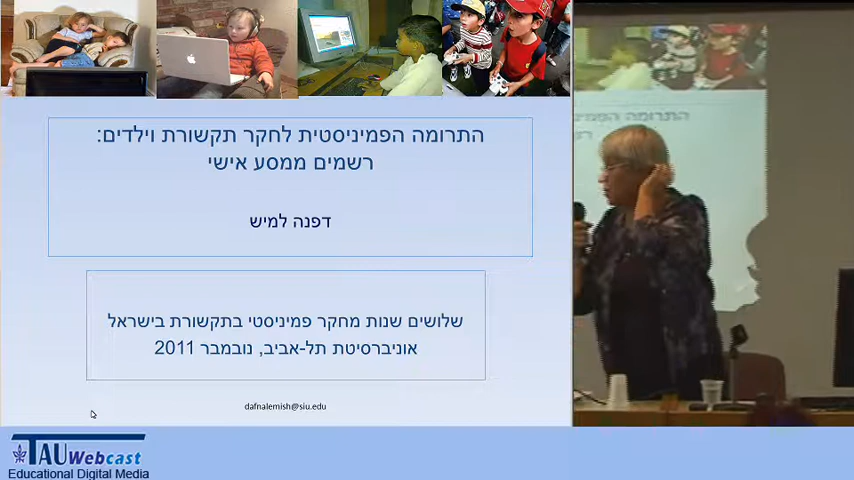 התרומה הפמיניסטית לחקר תקשורת וילדים:
רשמים ממסע אישי
דפנה למיש
שלושים שנות מחקר פמיניסטי בתקשורת בישראל
אוניברסיטת תל-אביב, נובמבר 2011
dafnalemish@siu.edu
TAU Webcast
Educational Digital Media